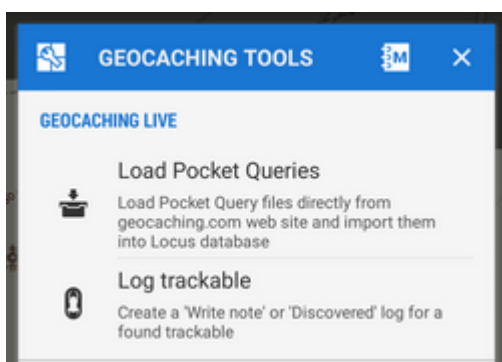 GEOCACHING TOOLS
M
GEOCACHING LIVE
Load Pocket Queries
Load Pocket Query files directly from
geocaching.com web site and import them
into Locus database
Log trackable
Create a 'Write note' or 'Discovered' log for a
found trackable